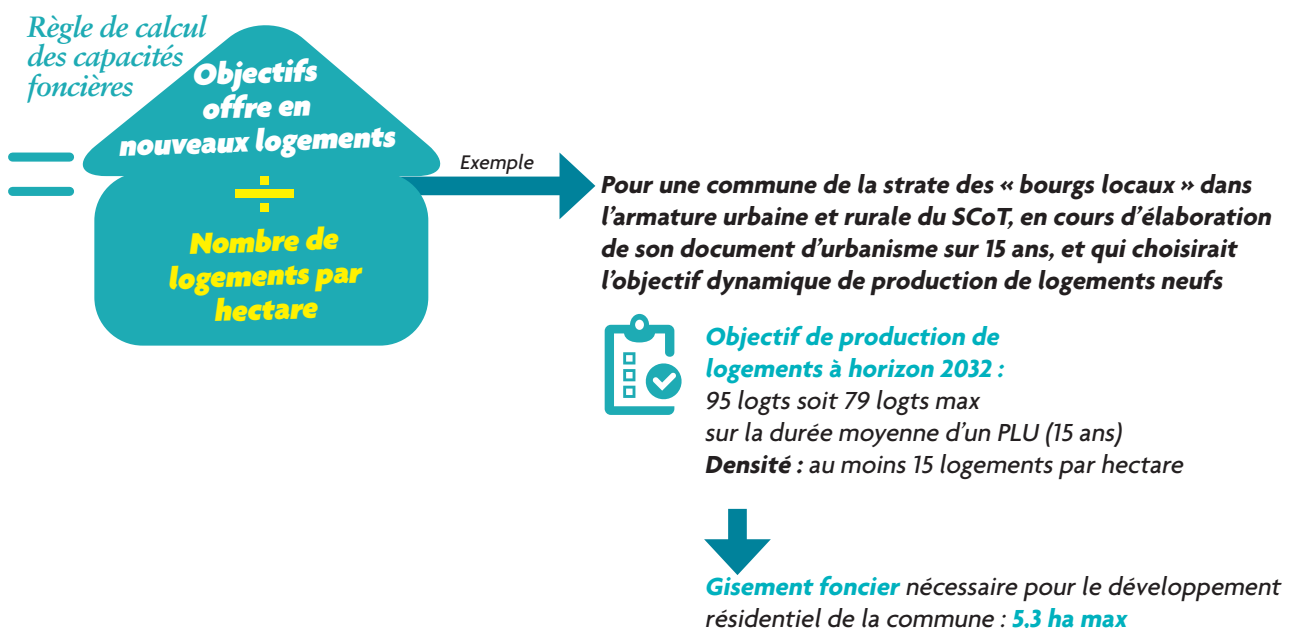 Règle de calcul
des capacités
foncières
Objectifs
offre en
nouveaux logements
÷
Nombre de
logements par
hectare
=
Exemple
Pour une commune de la strate des « bourgs locaux » dans
l'armature urbaine et rurale du SCoT, en cours d'élaboration
de son document d'urbanisme sur 15 ans, et qui choisirait
l'objectif dynamique de production de logements neufs
Objectif de production de
logements à horizon 2032 :
95 logts soit 79 logts max
sur la durée moyenne d'un PLU (15 ans)
Densité : au moins 15 logements par hectare
Gisement foncier nécessaire pour le développement
résidentiel de la commune : 5,3 ha max